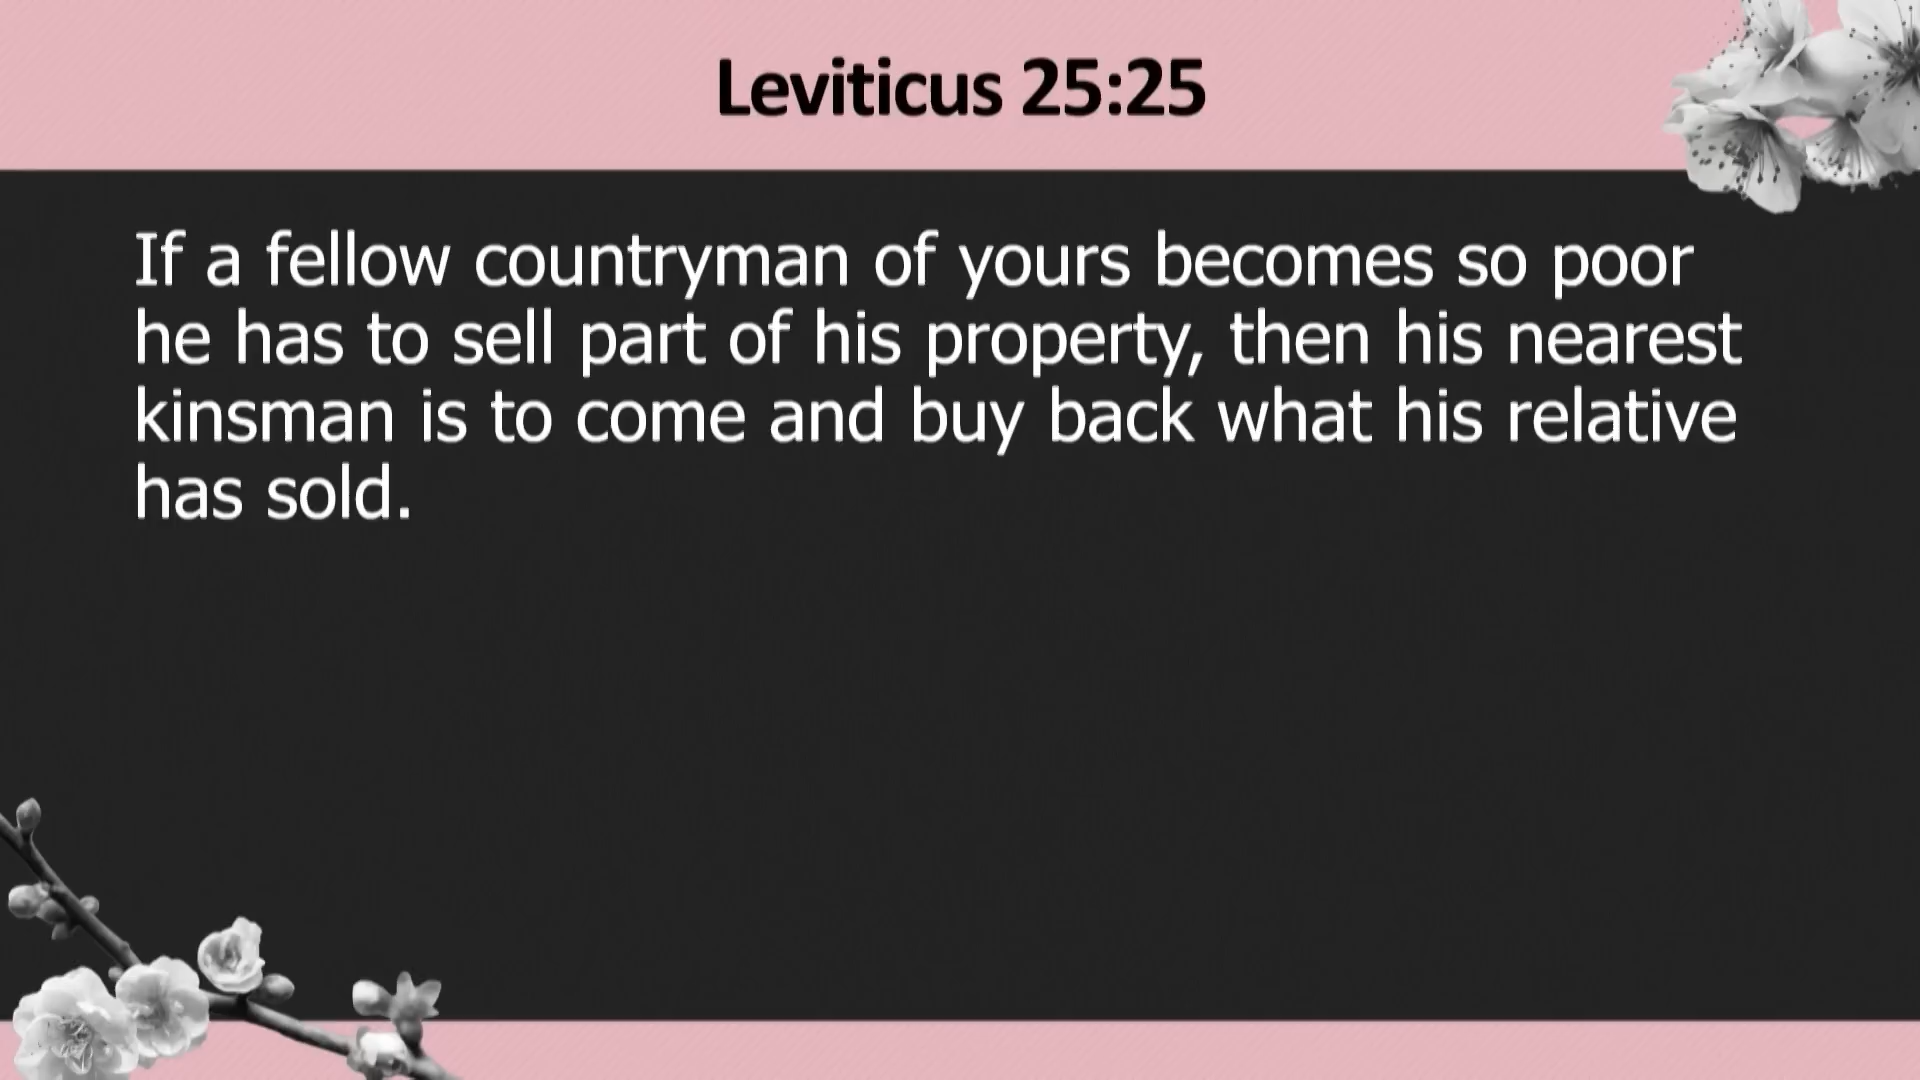 Leviticus 25:25
If a fellow countryman of yours becomes so poor
he has to sell part of his property, then his nearest
kinsman is to come and buy back what his relative
has sold.